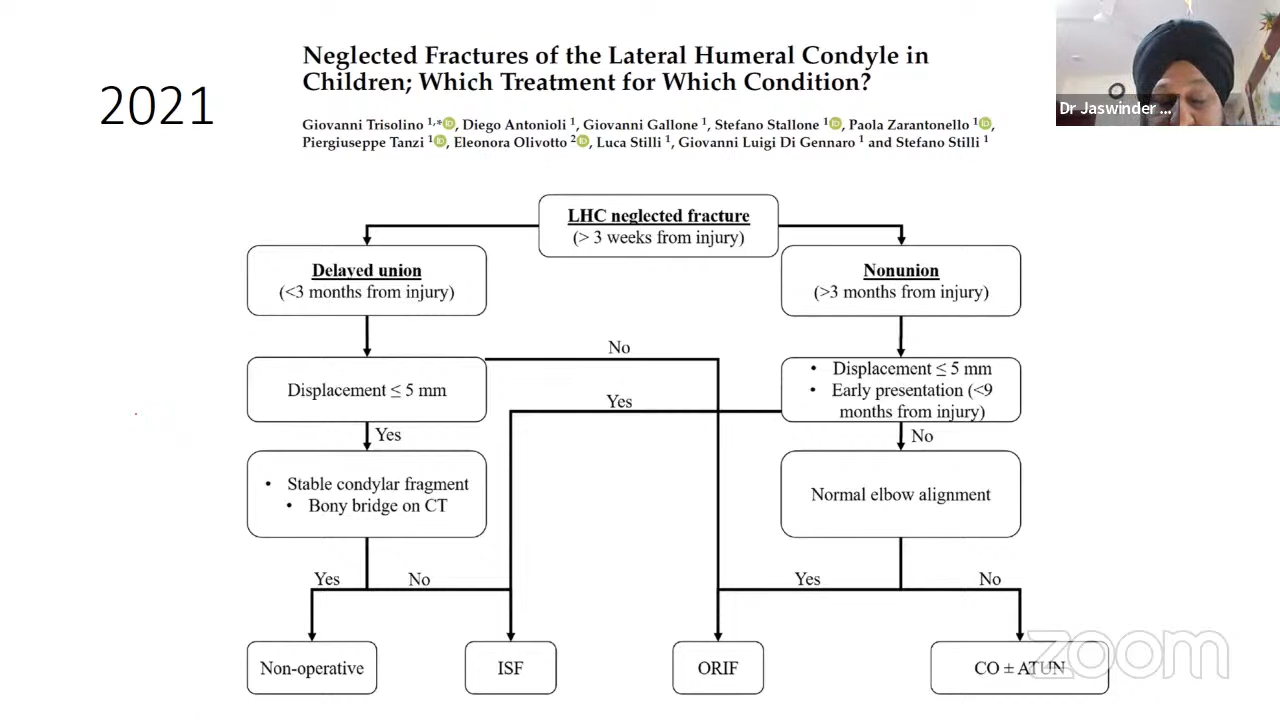 2021
Neglected Fractures of the Lateral Humeral Condyle in
Children; Which Treatment for Which Condition?
Giovanni Trisolino 1,*, Diego Antonioli 1, Giovanni Gallone 1, Stefano Stallone 1, Paola Zarantonello 1,
Piergiuseppe Tanzi 1, Eleonora Olivotto 2, Luca Stilli 1, Giovanni Luigi Di Gennaro 1 and Stefano Stilli 1
Dr Jaswinder ...
LHC neglected fracture
(> 3 weeks from injury)
Delayed union
(<3 months from injury)
Nonunion
(>3 months from injury)
No
Displacement ≤ 5 mm
• Displacement ≤ 5 mm
• Early presentation (<9
months from injury)
Yes
Yes
No
• Stable condylar fragment
• Bony bridge on CT
Normal elbow alignment
Yes
No
Yes
No
Non-operative
ISF
ORIF
CO ± ATUN
zoom